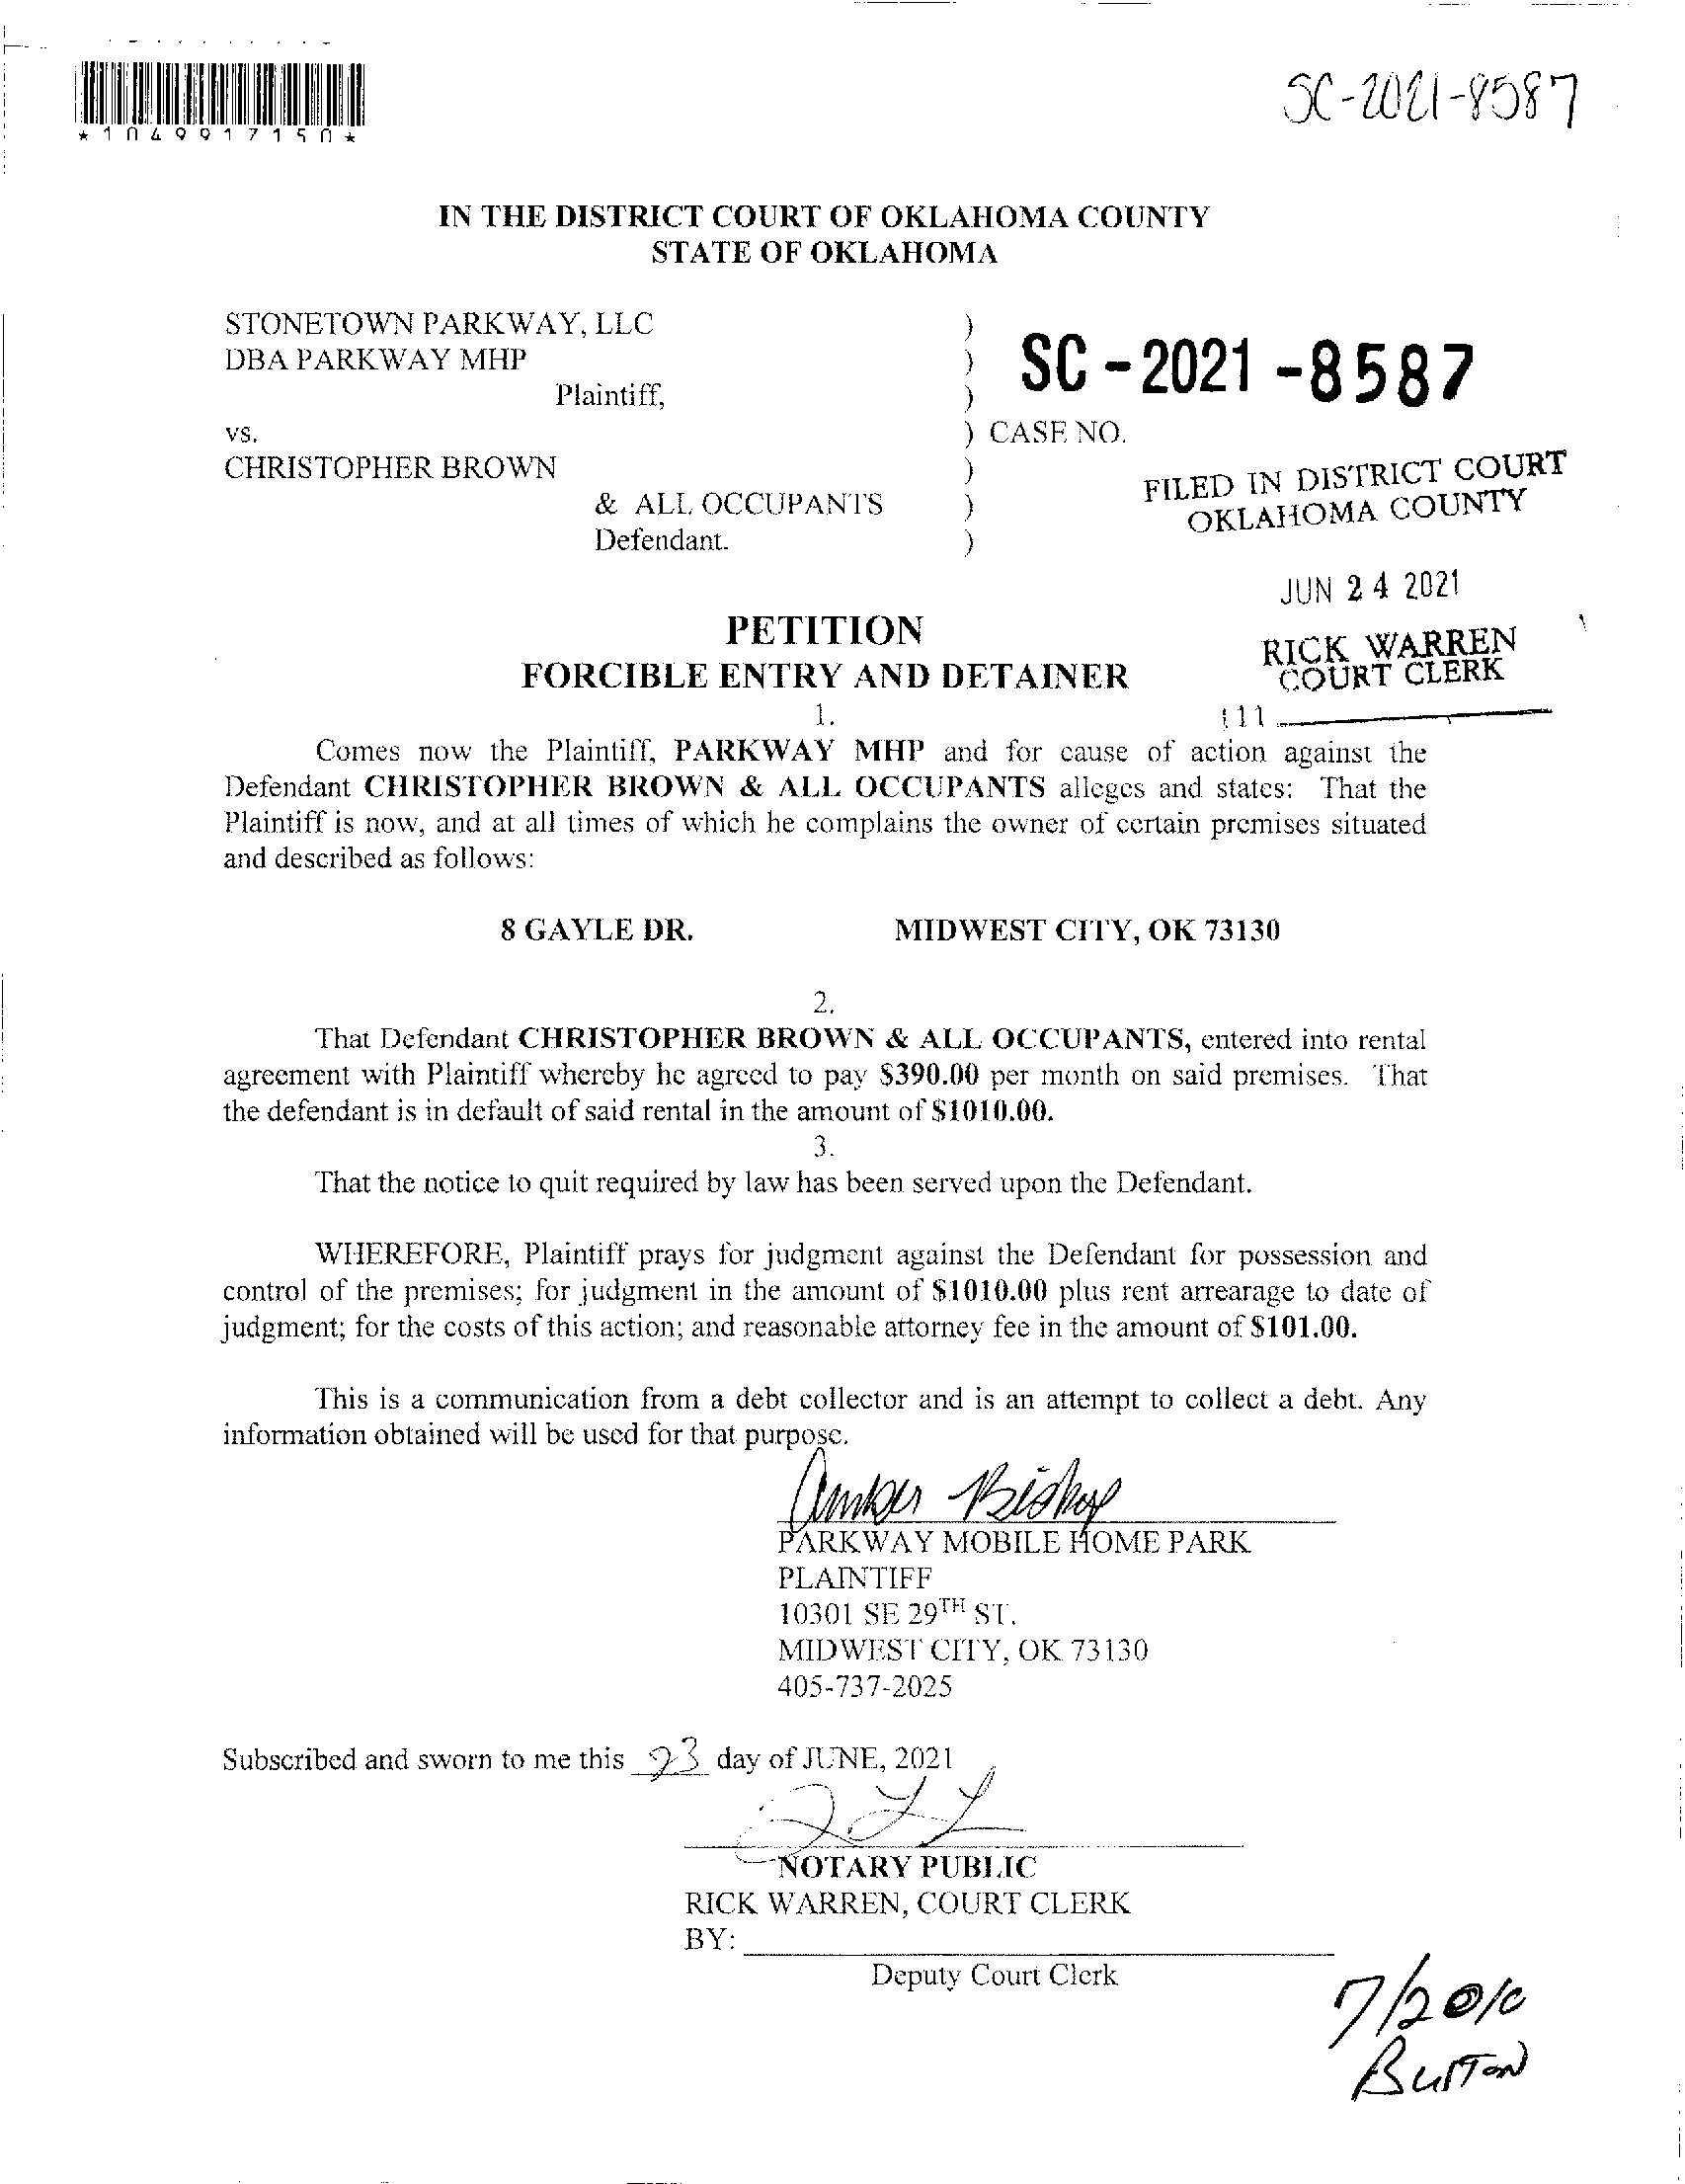 SC-2021-8587
*1049917150*
IN THE DISTRICT COURT OF OKLAHOMA COUNTY
STATE OF OKLAHOMA
STONETOWN PARKWAY, LLC )
DBA PARKWAY MHP )
Plaintiff, )
SC-2021-8587
vs. ) CASE NO.
CHRISTOPHER BROWN )
& ALL OCCUPANTS )
Defendant. )
FILED IN DISTRICT COURT
OKLAHOMA COUNTY
JUN 24 2021
RICK WARREN
COURT CLERK
111
PETITION
FORCIBLE ENTRY AND DETAINER
1.
Comes now the Plaintiff, PARKWAY MHP and for cause of action against the
Defendant CHRISTOPHER BROWN & ALL OCCUPANTS alleges and states: That the
Plaintiff is now, and at all times of which he complains the owner of certain premises situated
and described as follows:
8 GAYLE DR. MIDWEST CITY, OK 73130
2.
That Defendant CHRISTOPHER BROWN & ALL OCCUPANTS, entered into rental
agreement with Plaintiff whereby he agreed to pay $390.00 per month on said premises. That
the defendant is in default of said rental in the amount of $1010.00.
3.
That the notice to quit required by law has been served upon the Defendant.
WHEREFORE, Plaintiff prays for judgment against the Defendant for possession and
control of the premises; for judgment in the amount of $1010.00 plus rent arrearage to date of
judgment; for the costs of this action; and reasonable attorney fee in the amount of $101.00.
This is a communication from a debt collector and is an attempt to collect a debt. Any
information obtained will be used for that purpose.
Amber Bishop
PARKWAY MOBILE HOME PARK
PLAINTIFF
10301 SE 29TH ST.
MIDWEST CITY, OK 73130
405-737-2025
Subscribed and sworn to me this 23 day of JUNE, 2021
NOTARY PUBLIC
RICK WARREN, COURT CLERK
BY:
Deputy Court Clerk
Burton